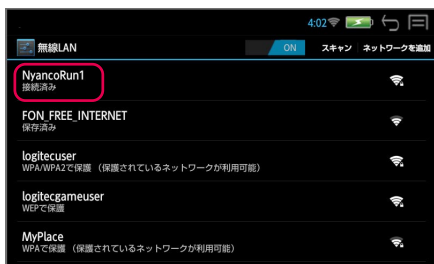 4:02
無線LAN ON スキャン ネットワークを追加
NyancoRun1
接続済み
FON_FREE_INTERNET
保存済み
logitecuser
WPA/WPA2で保護 (保護されているネットワークが利用可能)
logitecgameuser
WEPで保護
MyPlace
WPAで保護 (保護されているネットワークが利用可能)